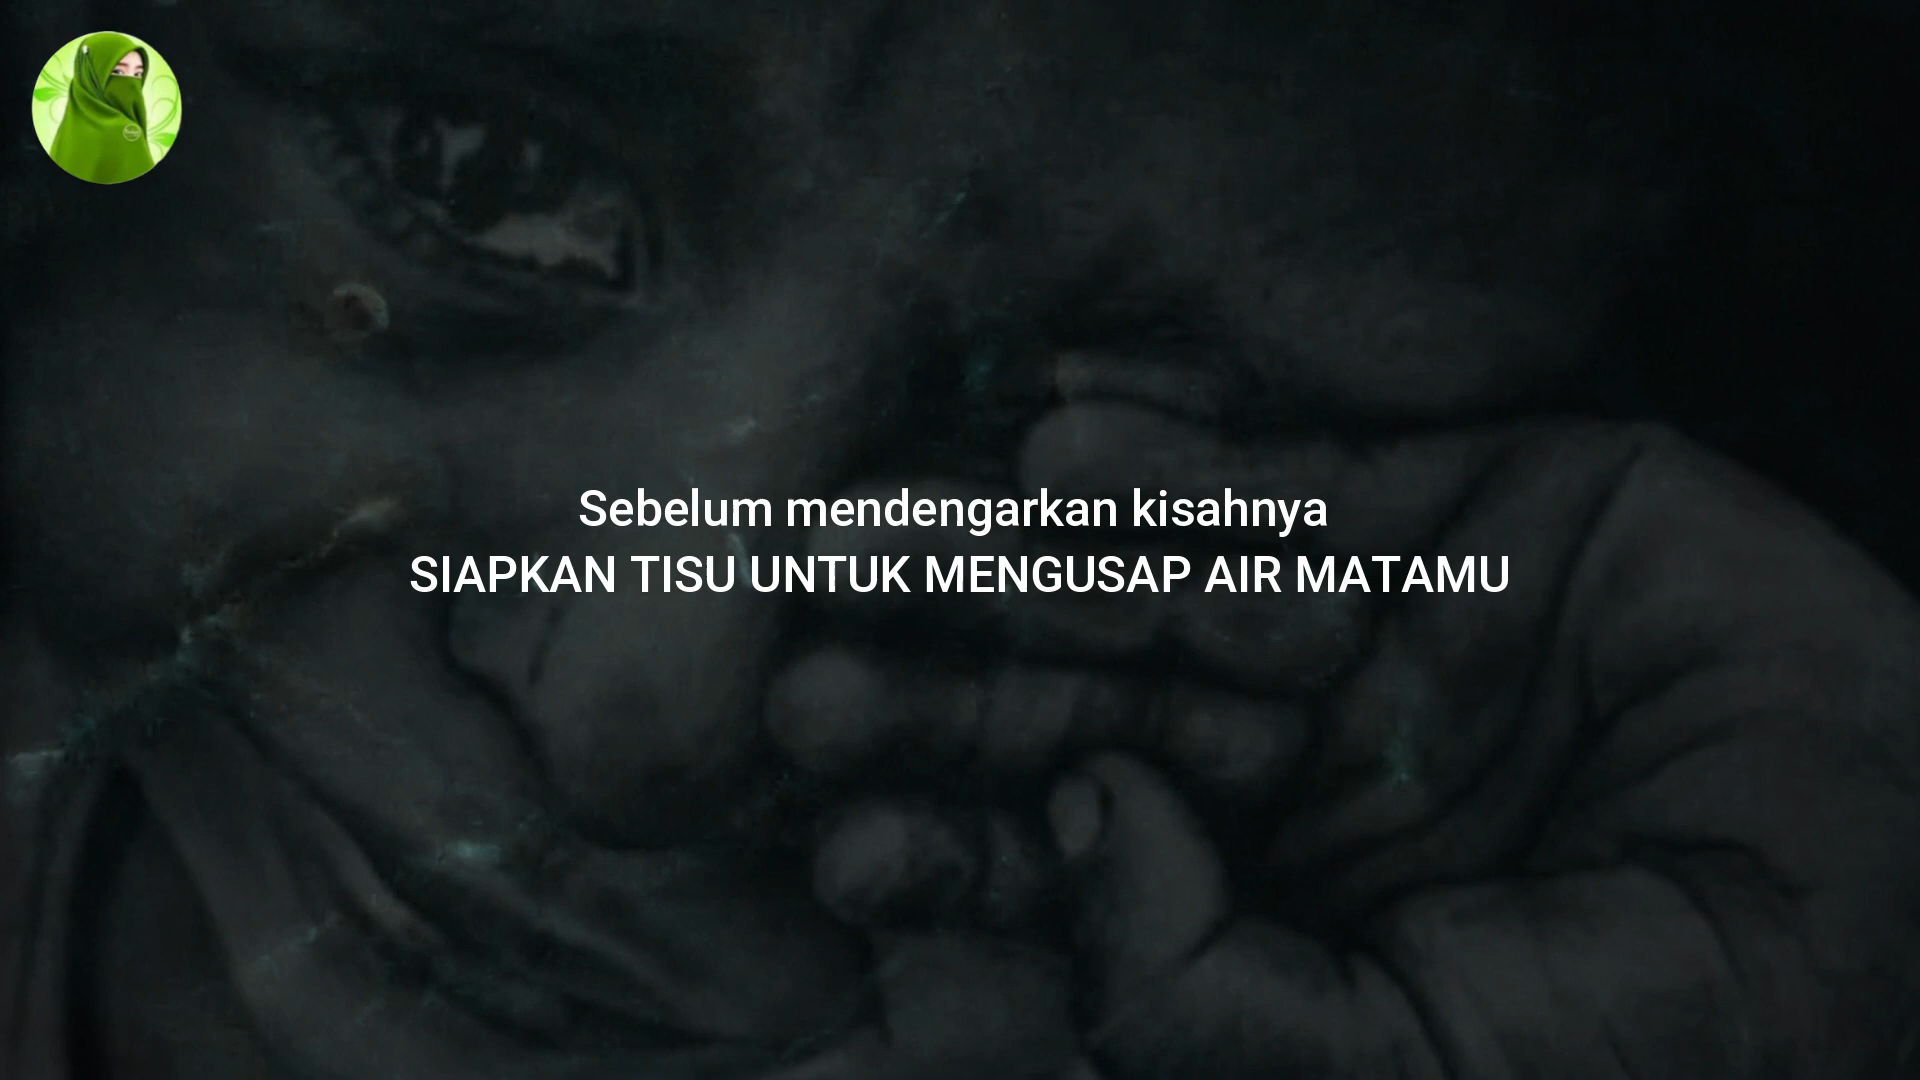 Sebelum mendengarkan kisahnya
SIAPKAN TISU UNTUK MENGUSAP AIR MATAMU